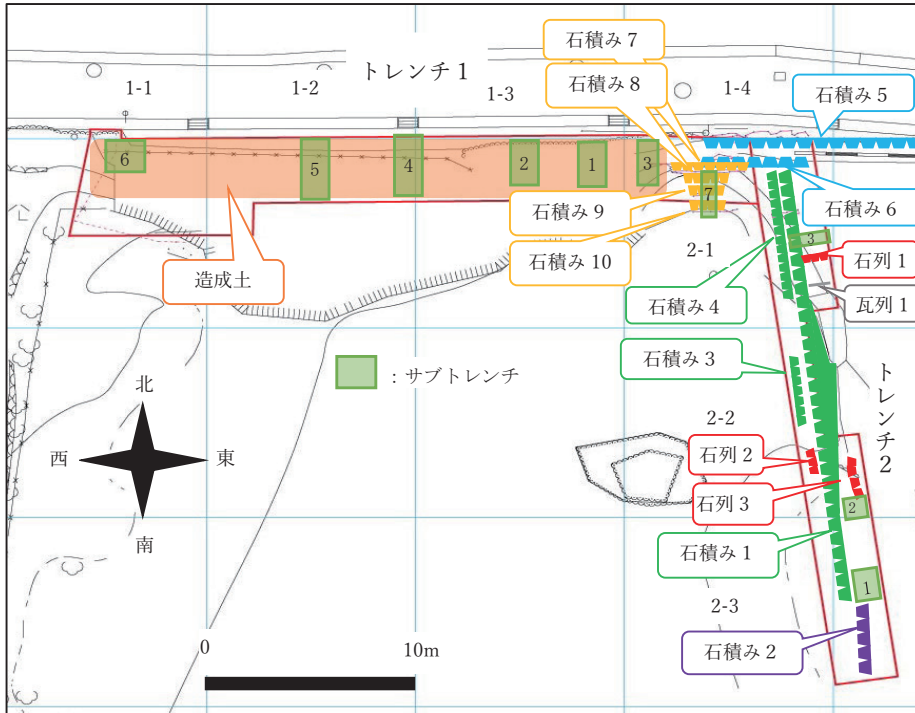 石積み 7
トレンチ 1
1-1
1-2
1-3
石積み 8
1-4
石積み 5
6
5
4
2
1
3
7
石積み 9
石積み 6
造成土
石積み 10
2-1
3
石列 1
石積み 4
瓦列 1
石積み 3
：サブトレンチ
トレンチ 2
北
西
東
南
2-2
石列 2
石列 3
2
石積み 1
1
2-3
石積み 2
0
10m